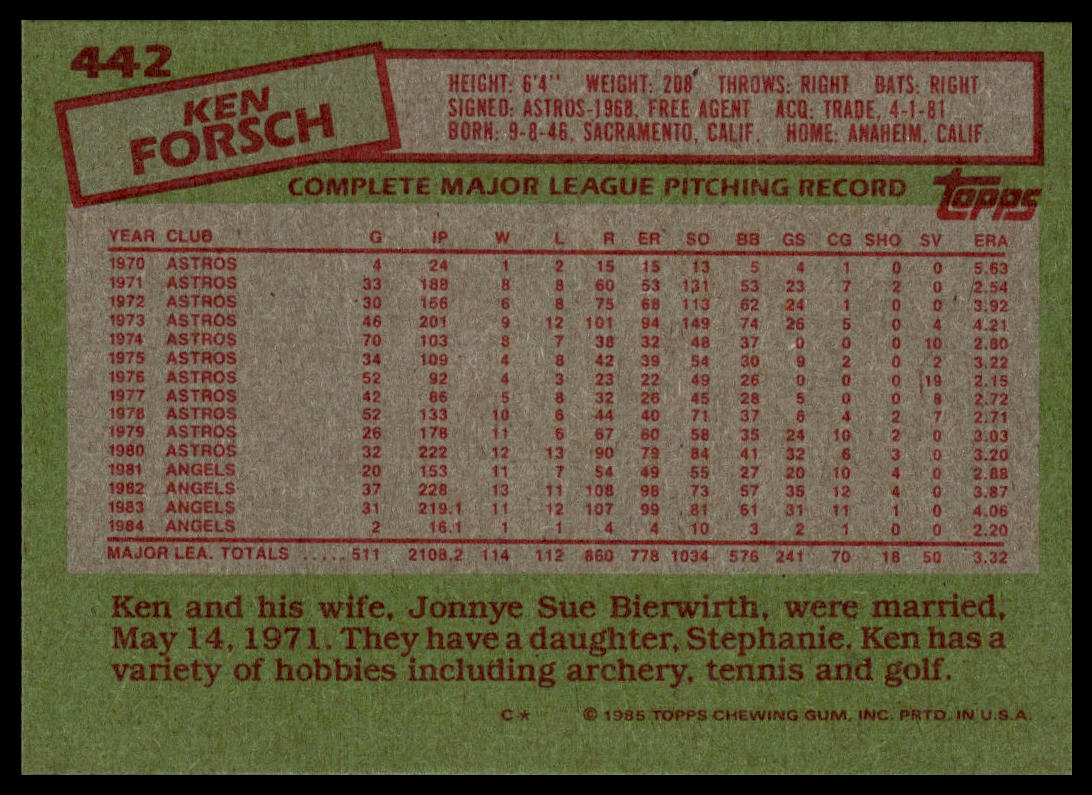 442
KEN
FORSCH
HEIGHT: 6'4" WEIGHT: 208 THROWS: RIGHT BATS: RIGHT
SIGNED: ASTROS-1968, FREE AGENT ACQ: TRADE, 4-1-81
BORN: 9-8-46, SACRAMENTO, CALIF. HOME: ANAHEIM, CALIF.
COMPLETE MAJOR LEAGUE PITCHING RECORD
Topps
YEAR CLUB G IP W L R ER SO BB GS CG SHO SV ERA
1970 ASTROS 4 24 1 2 15 15 13 5 4 1 0 0 5.63
1971 ASTROS 33 188 8 8 60 53 131 53 23 7 2 0 2.54
1972 ASTROS 30 156 6 8 75 68 113 62 24 1 0 0 3.92
1973 ASTROS 46 201 9 12 101 94 149 74 26 5 0 4 4.21
1974 ASTROS 70 103 8 7 38 32 48 37 0 0 0 10 2.80
1975 ASTROS 34 109 4 8 42 39 54 30 9 2 0 2 3.22
1976 ASTROS 52 92 4 3 23 22 49 26 0 0 0 19 2.15
1977 ASTROS 42 86 5 8 32 26 45 28 5 0 0 8 2.72
1978 ASTROS 52 133 10 6 44 40 71 37 6 4 2 7 2.71
1979 ASTROS 26 178 11 6 67 60 58 35 24 10 2 0 3.03
1980 ASTROS 32 222 12 13 90 79 84 41 32 6 3 0 3.20
1981 ANGELS 20 153 11 7 54 49 55 27 20 10 4 0 2.88
1982 ANGELS 37 228 13 11 108 98 73 57 35 12 4 0 3.87
1983 ANGELS 31 219.1 11 12 107 99 81 61 31 11 1 0 4.06
1984 ANGELS 2 16.1 1 1 4 4 10 3 2 1 0 0 2.20
MAJOR LEA. TOTALS ..... 511 2108.2 114 112 860 778 1034 576 241 70 18 50 3.32
Ken and his wife, Jonnye Sue Bierwirth, were married,
May 14, 1971. They have a daughter, Stephanie. Ken has a
variety of hobbies including archery, tennis and golf.
C* © 1985 TOPPS CHEWING GUM, INC. PRTD. IN U.S.A.